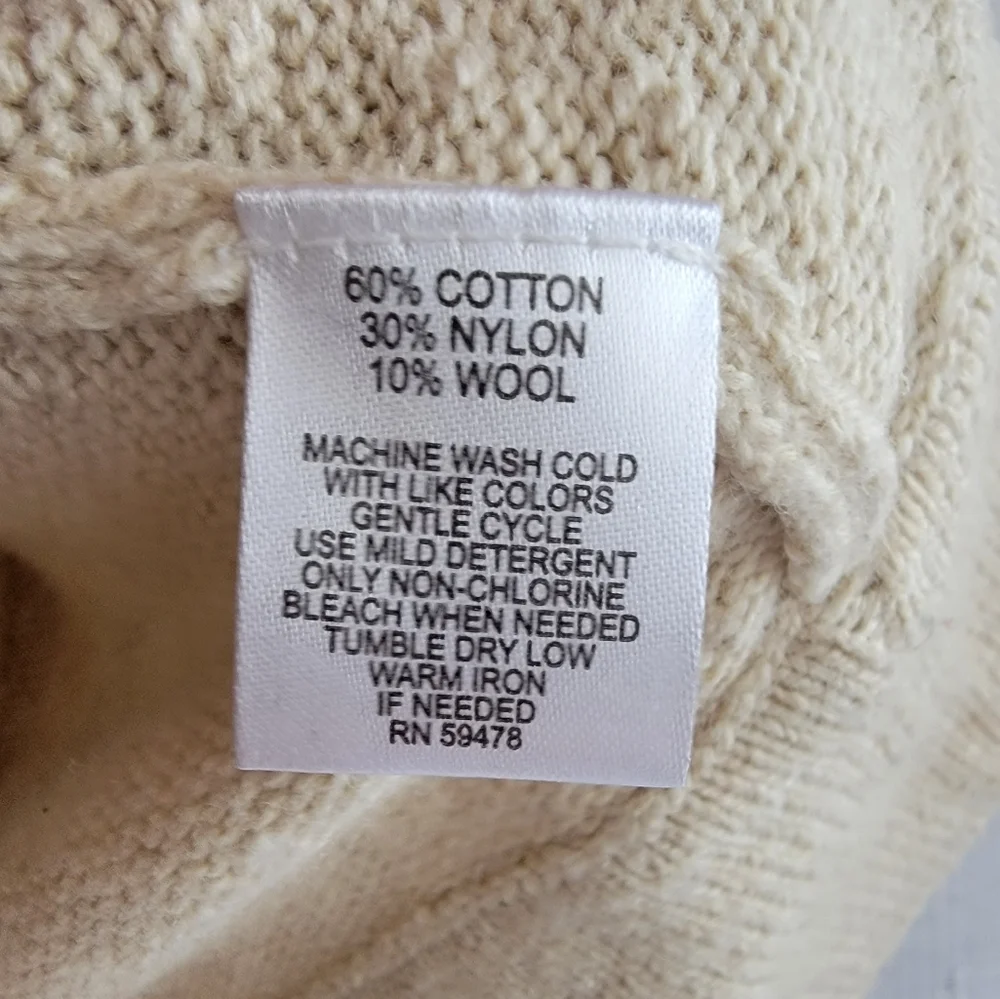 60% COTTON
30% NYLON
10% WOOL
MACHINE WASH COLD
WITH LIKE COLORS
GENTLE CYCLE
USE MILD DETERGENT
ONLY NON-CHLORINE
BLEACH WHEN NEEDED
TUMBLE DRY LOW
WARM IRON
IF NEEDED
RN 59478